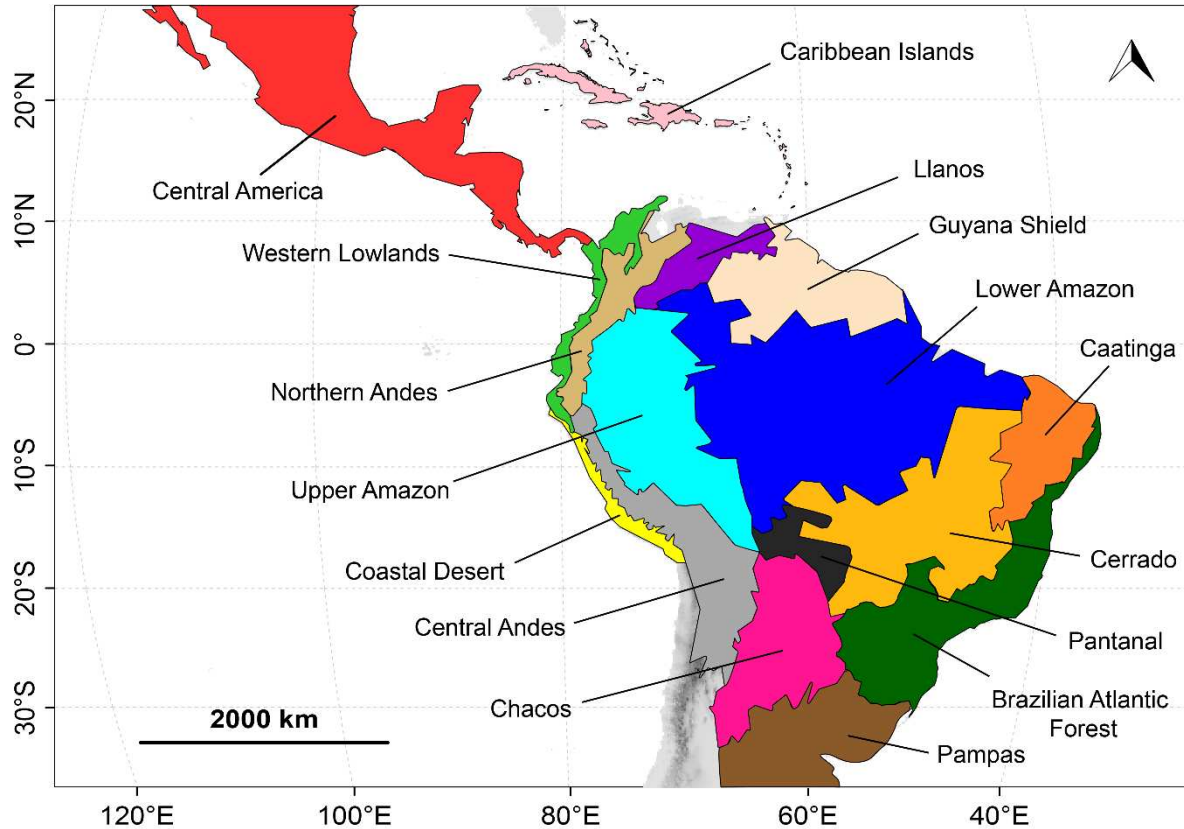 Caribbean Islands
20°N
Llanos
Central America
10°N
Guyana Shield
Western Lowlands
Lower Amazon
0°
Caatinga
Northern Andes
10°S
Upper Amazon
Cerrado
Coastal Desert
20°S
Central Andes
Pantanal
30°S
Chacos
Brazilian Atlantic
Forest
2000 km
Pampas
120°E
100°E
80°E
60°E
40°E